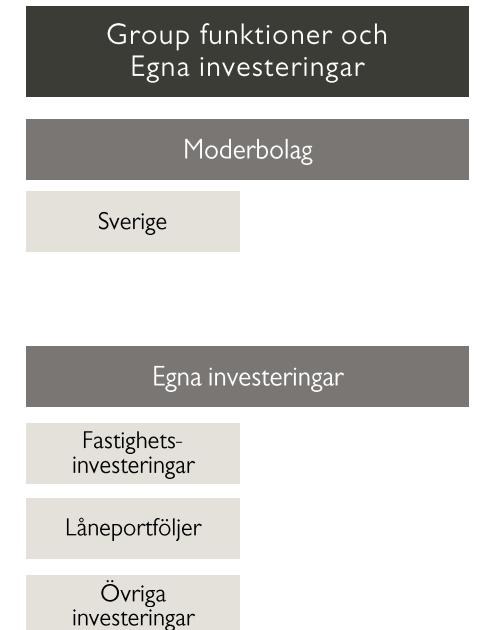 Group funktioner och
Egna investeringar
Moderbolag
Sverige
Egna investeringar
Fastighets-
investeringar
Låneportföljer
Övriga
investeringar